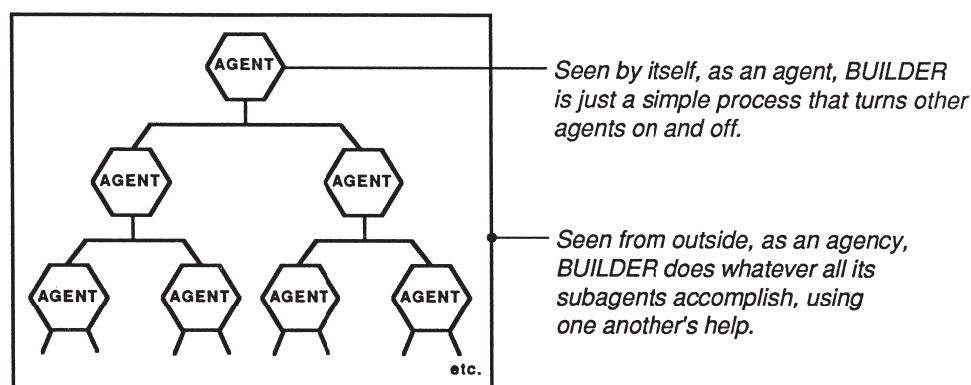 AGENT
Seen by itself, as an agent, BUILDER
is just a simple process that turns other
agents on and off.
AGENT
AGENT
Seen from outside, as an agency,
BUILDER does whatever all its
subagents accomplish, using
one another's help.
AGENT
AGENT
AGENT
AGENT
etc.